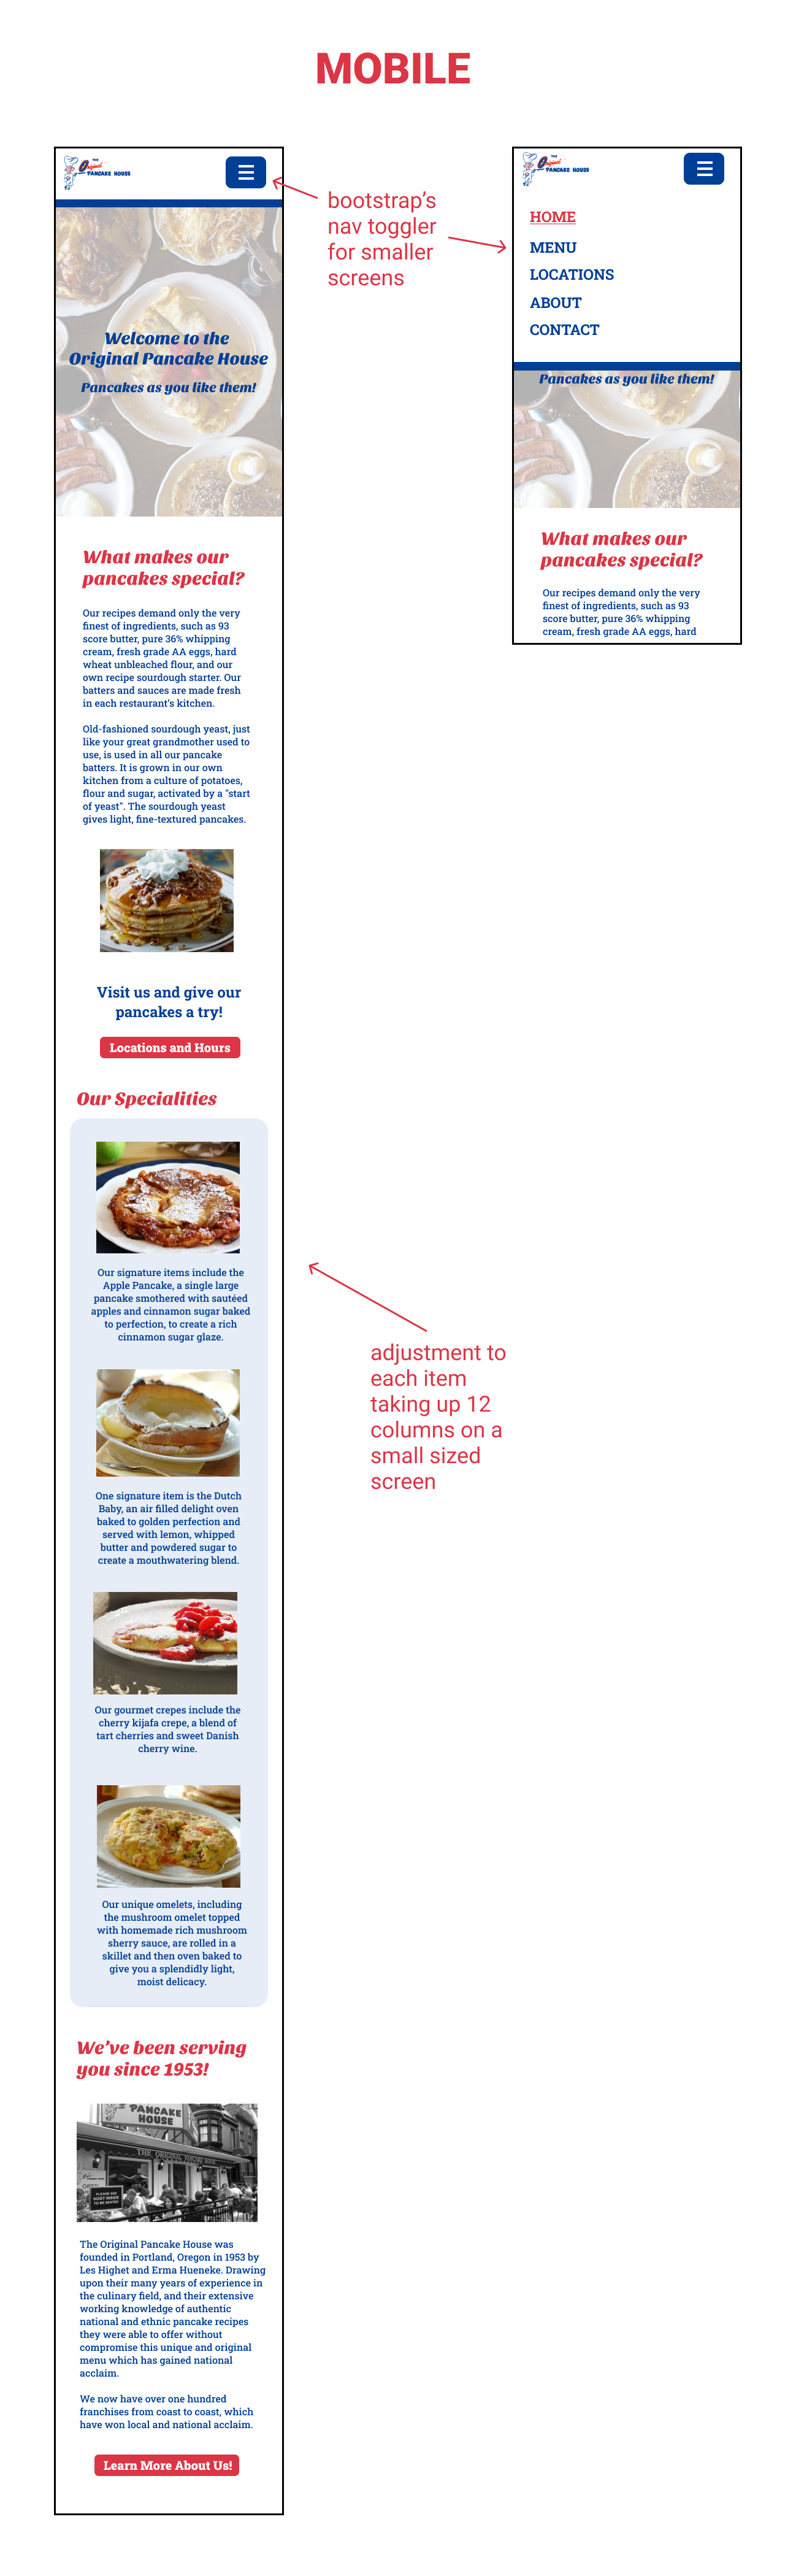 MOBILE
THE
Original
PANCAKE HOUSE
bootstrap's
nav toggler
for smaller
screens
Welcome to the
Original Pancake House
Pancakes as you like them!
What makes our
pancakes special?
Our recipes demand only the very
finest of ingredients, such as 93
score butter, pure 36% whipping
cream, fresh grade AA eggs, hard
wheat unbleached flour, and our
own recipe sourdough starter. Our
batters and sauces are made fresh
in each restaurant's kitchen.
Old-fashioned sourdough yeast, just
like your great grandmother used to
use, is used in all our pancake
batters. It is grown in our own
kitchen from a culture of potatoes,
flour and sugar, activated by a "start
of yeast". The sourdough yeast
gives light, fine-textured pancakes.
Visit us and give our
pancakes a try!
Locations and Hours
Our Specialities
Our signature items include the
Apple Pancake, a single large
pancake smothered with sautéed
apples and cinnamon sugar baked
to perfection, to create a rich
cinnamon sugar glaze.
One signature item is the Dutch
Baby, an air filled delight oven
baked to golden perfection and
served with lemon, whipped
butter and powdered sugar to
create a mouthwatering blend.
Our gourmet crepes include the
cherry kijafa crepe, a blend of
tart cherries and sweet Danish
cherry wine.
Our unique omelets, including
the mushroom omelet topped
with homemade rich mushroom
sherry sauce, are rolled in a
skillet and then oven baked to
give you a splendidly light,
moist delicacy.
We've been serving
you since 1953!
PANCAKE
HOUSE
THE ORIGINAL PANCAKE HOUSE
OPEN
PLEASE SEE
HOST INSIDE
TO BE SEATED
The Original Pancake House was
founded in Portland, Oregon in 1953 by
Les Highet and Erma Hueneke. Drawing
upon their many years of experience in
the culinary field, and their extensive
working knowledge of authentic
national and ethnic pancake recipes
they were able to offer without
compromise this unique and original
menu which has gained national
acclaim.
We now have over one hundred
franchises from coast to coast, which
have won local and national acclaim.
Learn More About Us!
THE
Original
PANCAKE HOUSE
HOME
MENU
LOCATIONS
ABOUT
CONTACT
Pancakes as you like them!
What makes our
pancakes special?
Our recipes demand only the very
finest of ingredients, such as 93
score butter, pure 36% whipping
cream, fresh grade AA eggs, hard
adjustment to
each item
taking up 12
columns on a
small sized
screen